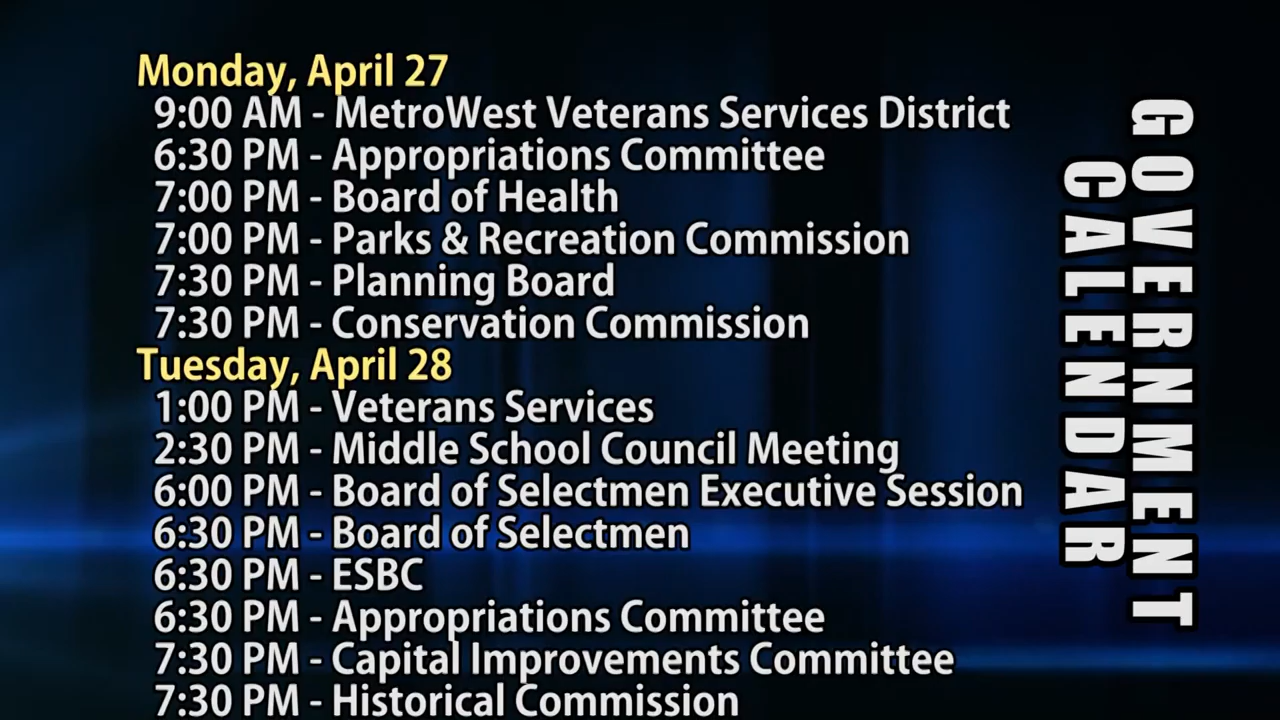 Monday, April 27
9:00 AM - MetroWest Veterans Services District
6:30 PM - Appropriations Committee
7:00 PM - Board of Health
7:00 PM - Parks & Recreation Commission
7:30 PM - Planning Board
7:30 PM - Conservation Commission
Tuesday, April 28
1:00 PM - Veterans Services
2:30 PM - Middle School Council Meeting
6:00 PM - Board of Selectmen Executive Session
6:30 PM - Board of Selectmen
6:30 PM - ESBC
6:30 PM - Appropriations Committee
7:30 PM - Capital Improvements Committee
7:30 PM - Historical Commission
GOVERNMENT
CALENDAR